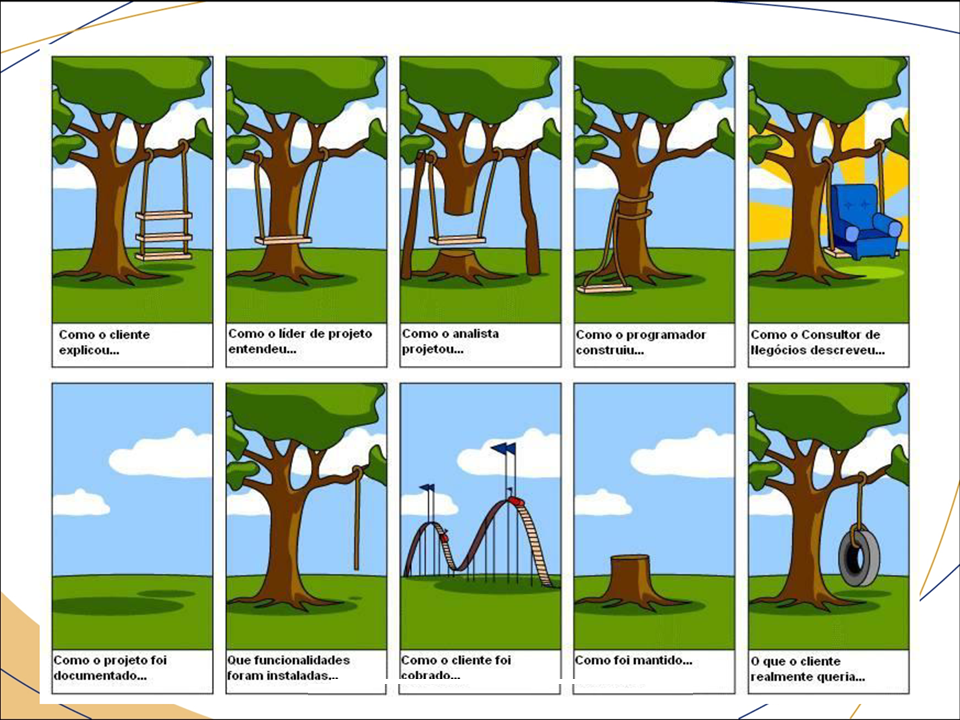 Como o cliente
explicou...
Como o líder de projeto
entendeu...
Como o analista
projetou...
Como o programador
construiu...
Como o Consultor de
Negócios descreveu...
Como o projeto foi
documentado...
Que funcionalidades
foram instaladas...
Como o cliente foi
cobrado...
Como foi mantido...
O que o cliente
realmente queria...